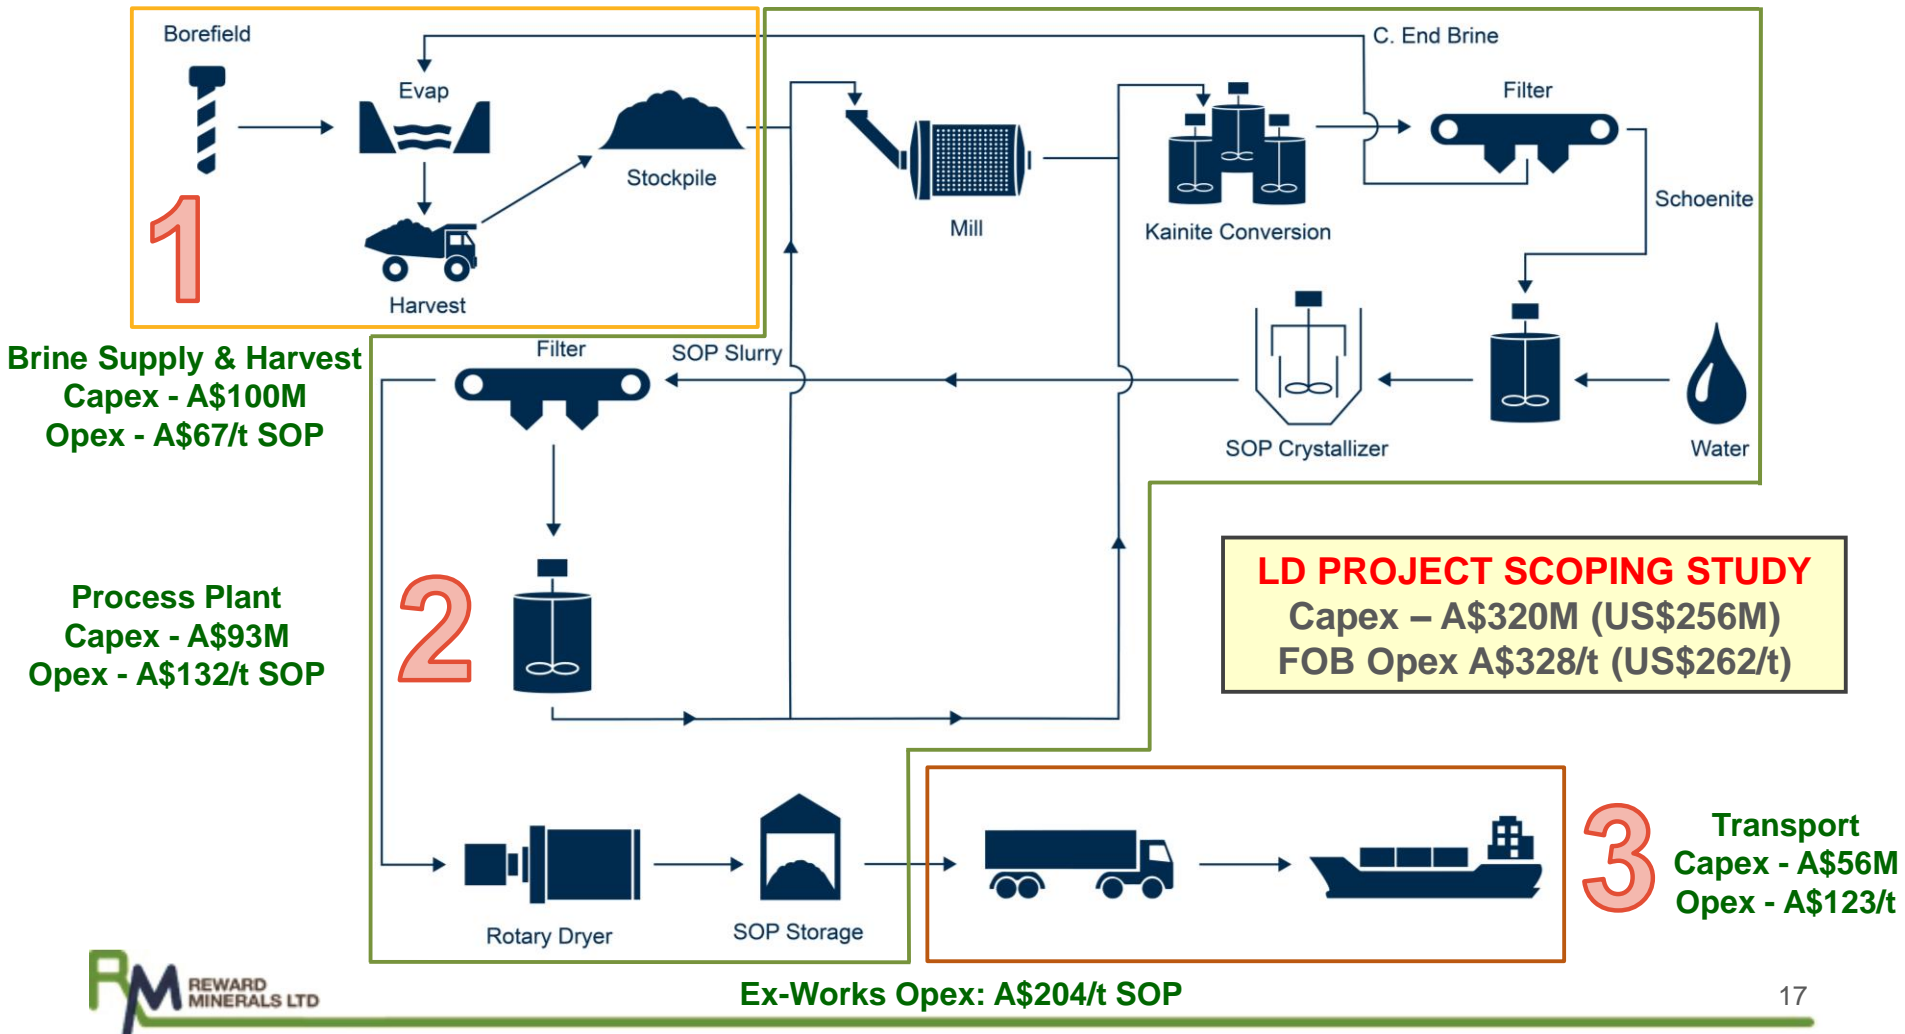 Borefield
Evap
Stockpile
Harvest
1
C. End Brine
Filter
Mill
Kainite Conversion
Schoenite
Brine Supply & Harvest
Capex - A$100M
Opex - A$67/t SOP
Filter
SOP Slurry
SOP Crystallizer
Water
Process Plant
Capex - A$93M
Opex - A$132/t SOP
2
LD PROJECT SCOPING STUDY
Capex – A$320M (US$256M)
FOB Opex A$328/t (US$262/t)
Rotary Dryer
SOP Storage
3
Transport
Capex - A$56M
Opex - A$123/t
RM
REWARD
MINERALS LTD
Ex-Works Opex: A$204/t SOP
17